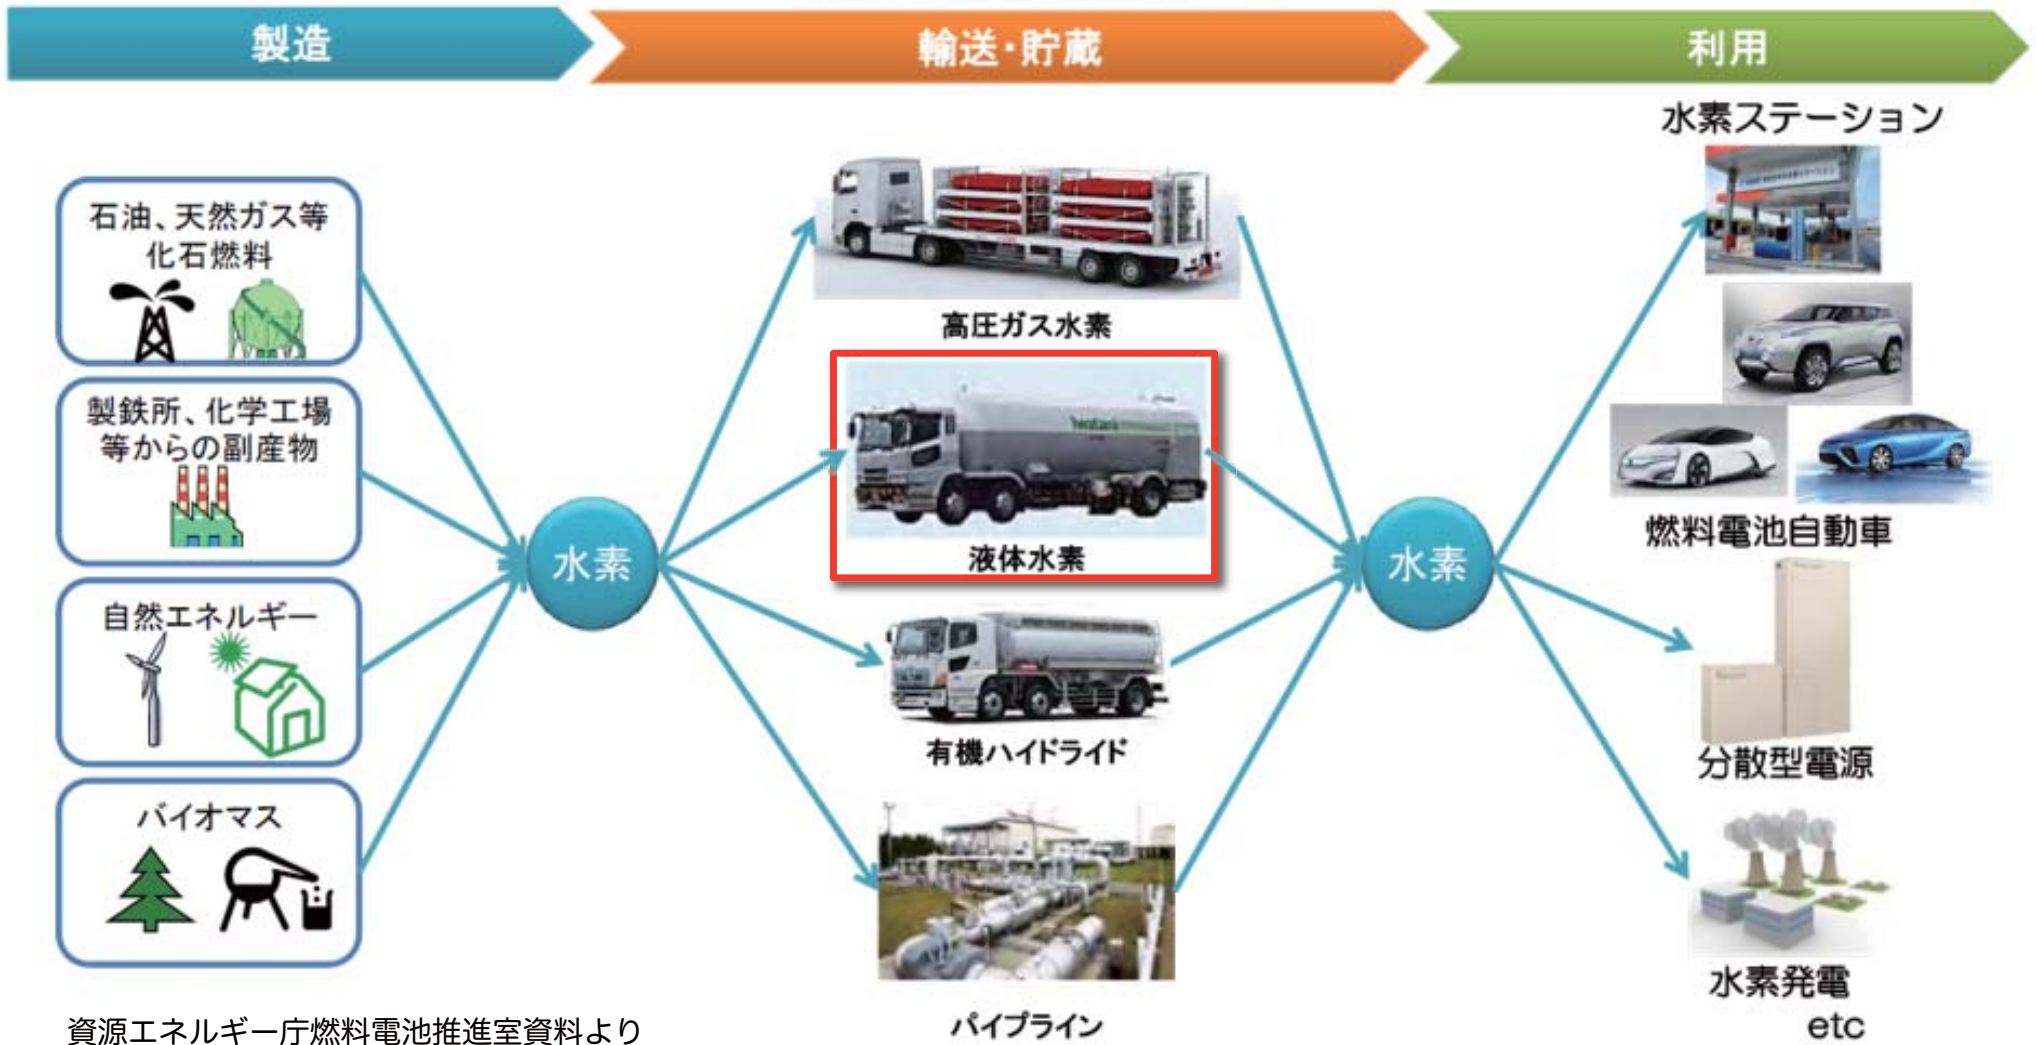 製造
輸送・貯蔵
利用
石油、天然ガス等
化石燃料
製鉄所、化学工場
等からの副産物
自然エネルギー
バイオマス
水素
高圧ガス水素
Iwatani
液体水素
有機ハイドライド
パイプライン
水素
水素ステーション
燃料電池自動車
分散型電源
水素発電
etc
資源エネルギー庁燃料電池推進室資料より